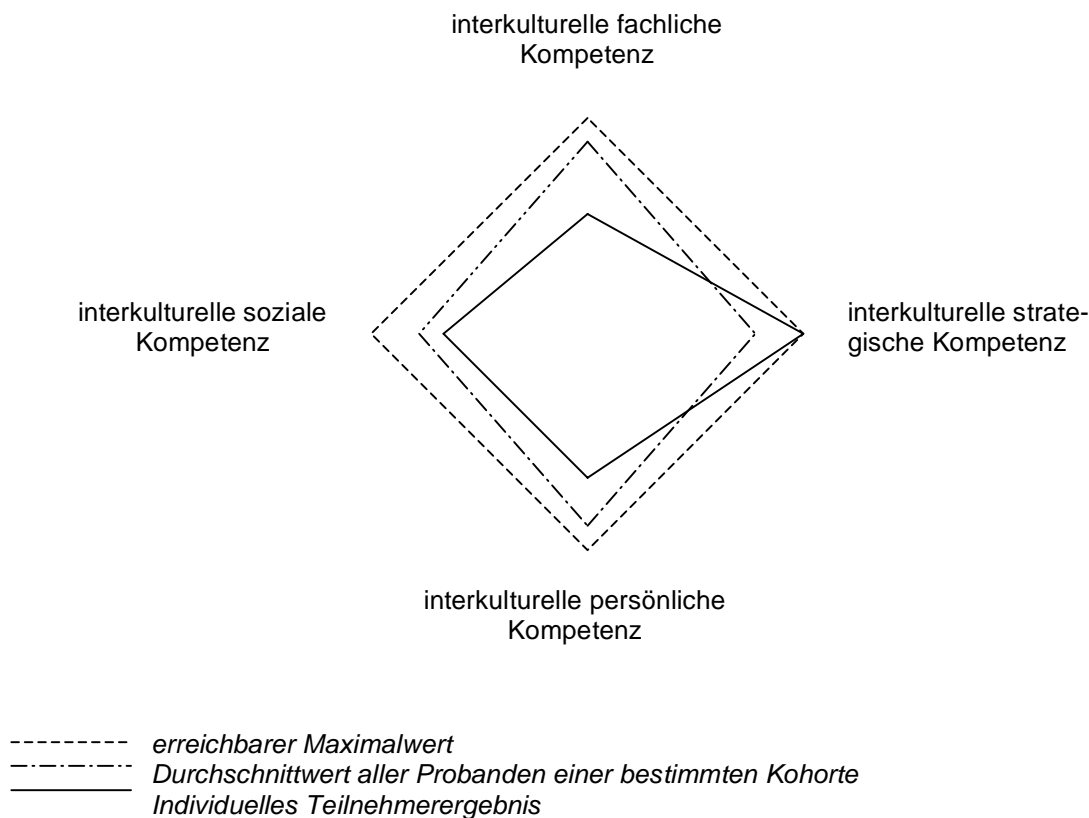 interkulturelle fachliche
Kompetenz
interkulturelle soziale
Kompetenz
interkulturelle strate-
gische Kompetenz
interkulturelle persönliche
Kompetenz
erreichbarer Maximalwert
Durchschnittwert aller Probanden einer bestimmten Kohorte
Individuelles Teilnehmerergebnis